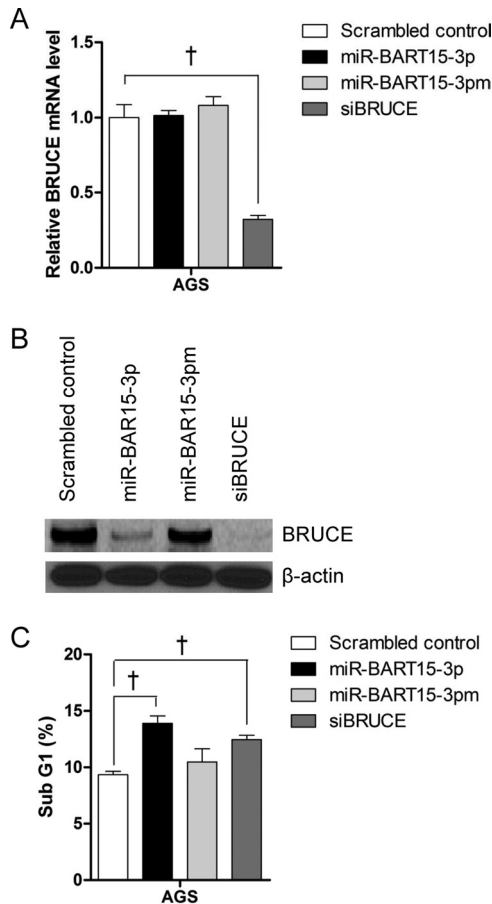 A
Scrambled control
miR-BART15-3p
miR-BART15-3pm
siBRUCE
Relative BRUCE mRNA level
1.5
1.0
0.5
0.0
†
AGS
B
Scrambled control
miR-BAR15-3p
miR-BAR15-3pm
siBRUCE
BRUCE
β-actin
C
Scrambled control
miR-BART15-3p
miR-BART15-3pm
siBRUCE
Sub G1 (%)
20
15
10
5
0
†
†
AGS